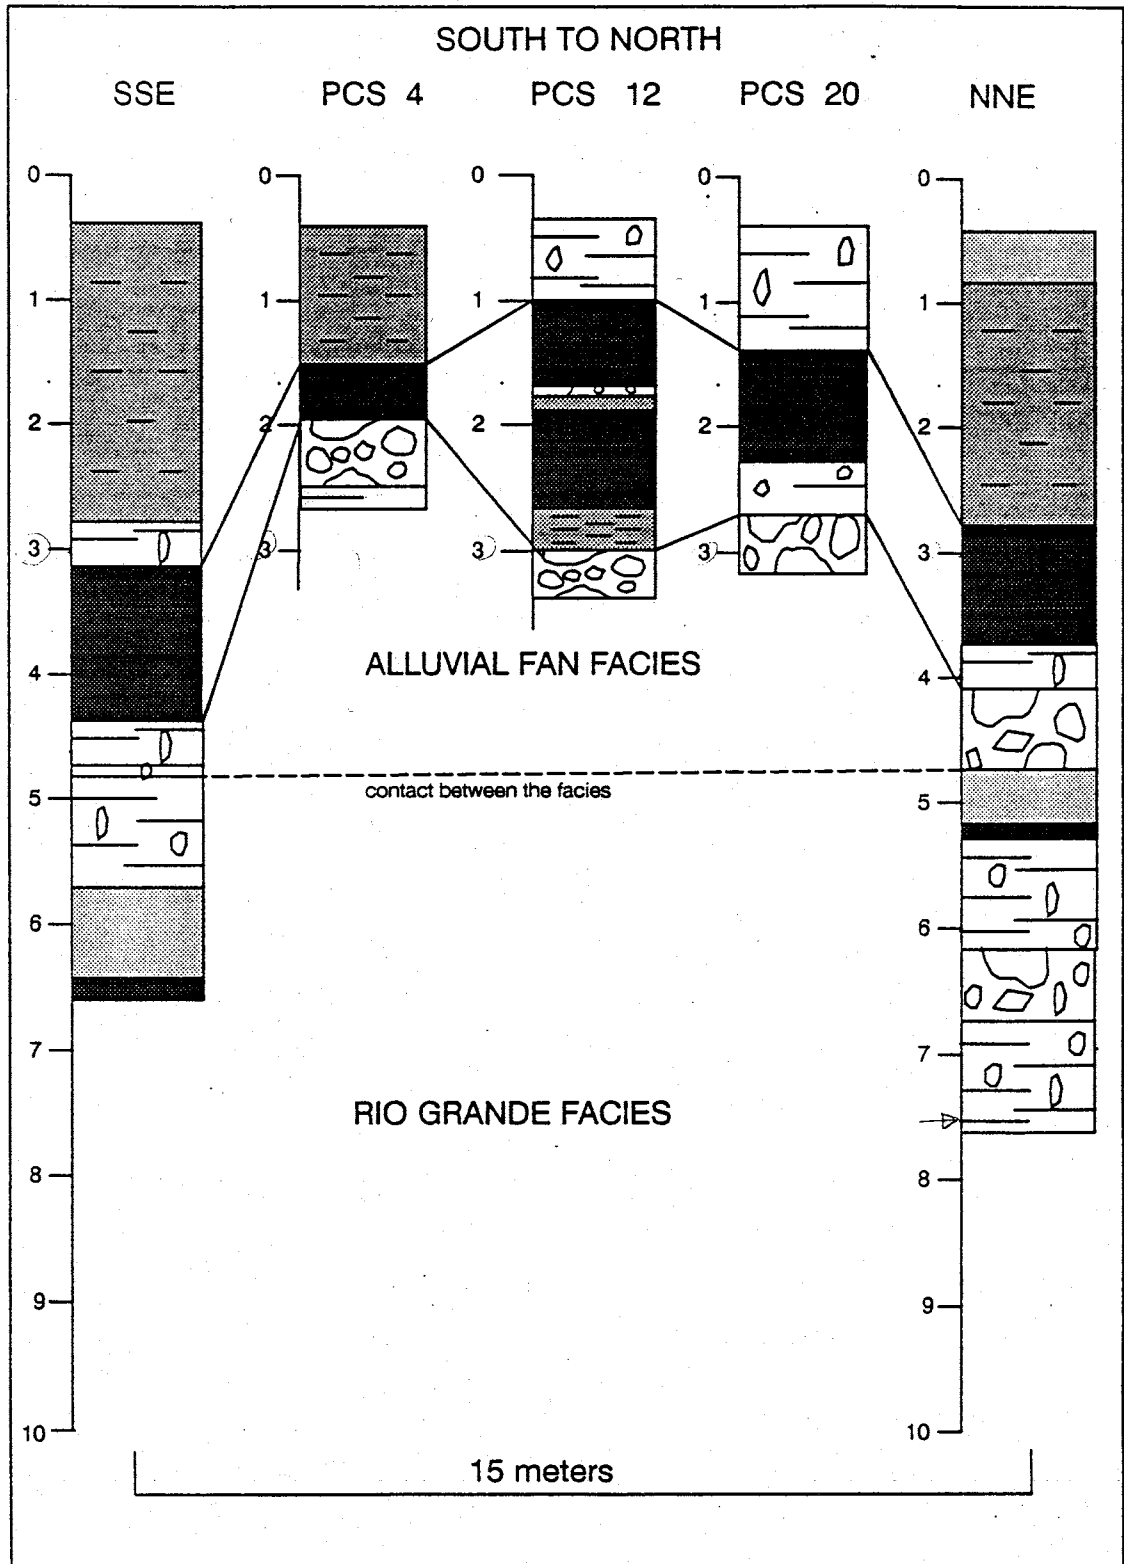 SOUTH TO NORTH
SSE PCS 4 PCS 12 PCS 20 NNE
0 0 0 0 0
1 1 1 1 1
2 2 2 2 2
3 3 3 3 3
4 4
ALLUVIAL FAN FACIES
contact between the facies
5 5
6 6
7 7
RIO GRANDE FACIES
8 8
9 9
10 10
15 meters